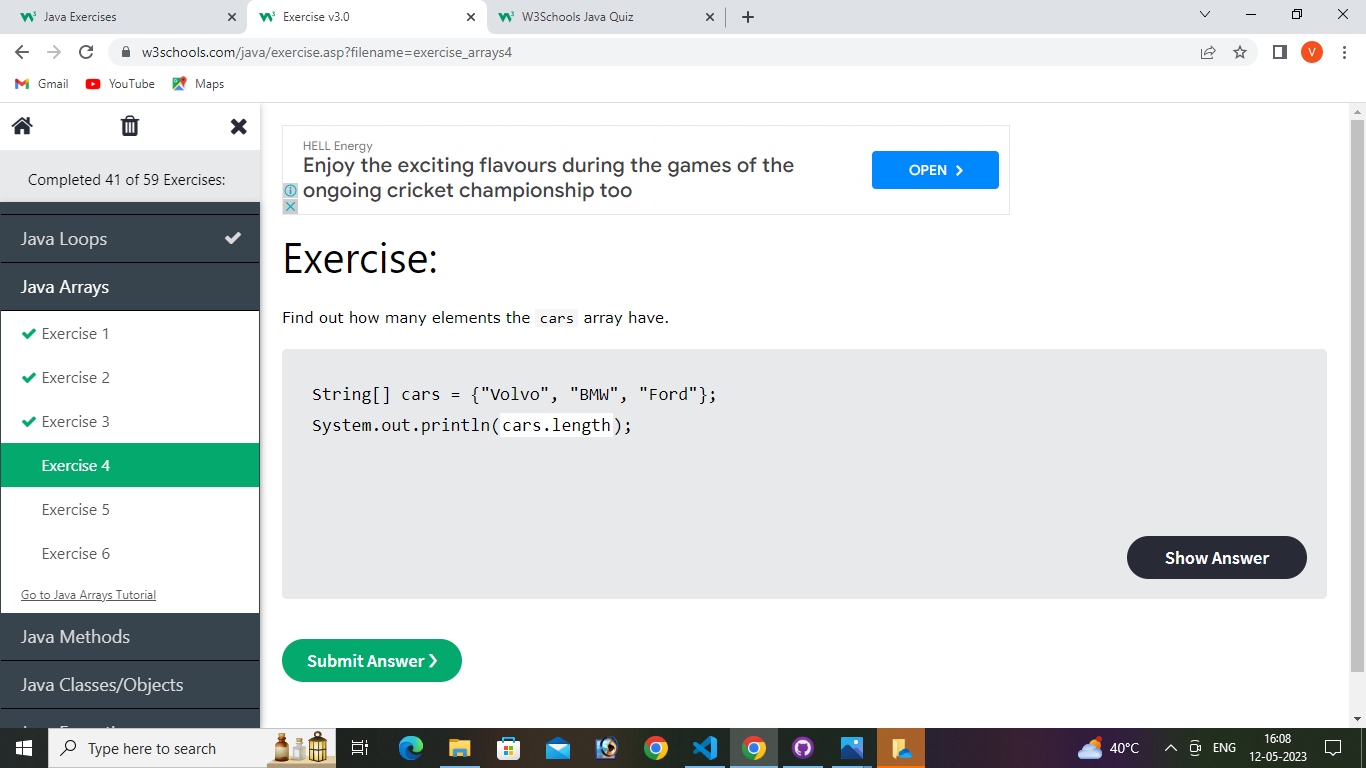 Java Exercises
Exercise v3.0
W3Schools Java Quiz
w3schools.com/java/exercise.asp?filename=exercise_arrays4
V
Gmail
YouTube
Maps
Completed 41 of 59 Exercises:
Java Loops
Java Arrays
Exercise 1
Exercise 2
Exercise 3
Exercise 4
Exercise 5
Exercise 6
Go to Java Arrays Tutorial
Java Methods
Java Classes/Objects
HELL Energy
Enjoy the exciting flavours during the games of the
ongoing cricket championship too
OPEN
Exercise:
Find out how many elements the cars array have.
String[] cars = {"Volvo", "BMW", "Ford"};
System.out.println(cars.length);
Show Answer
Submit Answer ❯
Type here to search
40°C
ENG
16:08
12-05-2023